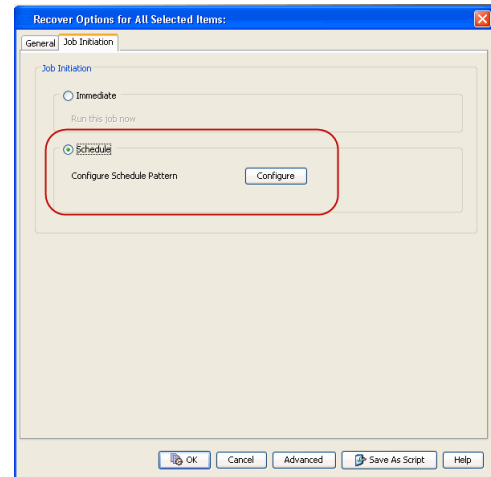 Recover Options for All Selected Items:
General Job Initiation
Job Initiation
Immediate
Run this job now
Schedule
Configure Schedule Pattern Configure
OK Cancel Advanced Save As Script Help